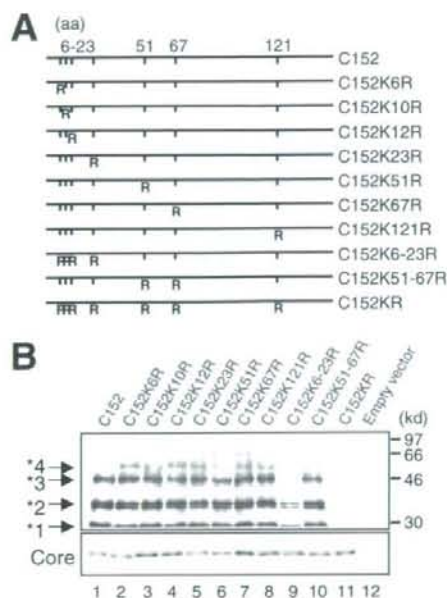 A
(aa)
6-23 51 67 121
C152
C152K6R
R
C152K10R
R
C152K12R
R
C152K23R
R
C152K51R
R
C152K67R
R
C152K121R
R
C152K6-23R
RRR R
C152K51-67R
R R
C152KR
RRR R R R R
B
C152 C152K6R C152K10R C152K12R C152K23R C152K51R C152K67R C152K121R C152K6-23R C152K51-67R C152KR Empty vector
(kd)
97
66
*4
*3 46
*2
*1 30
Core
1 2 3 4 5 6 7 8 9 10 11 12